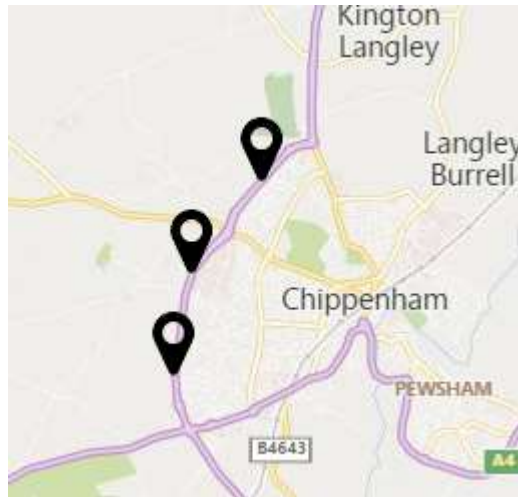 Kington
Langley
Langley
Burrell
Chippenham
PEWSHAM
B4643
A4